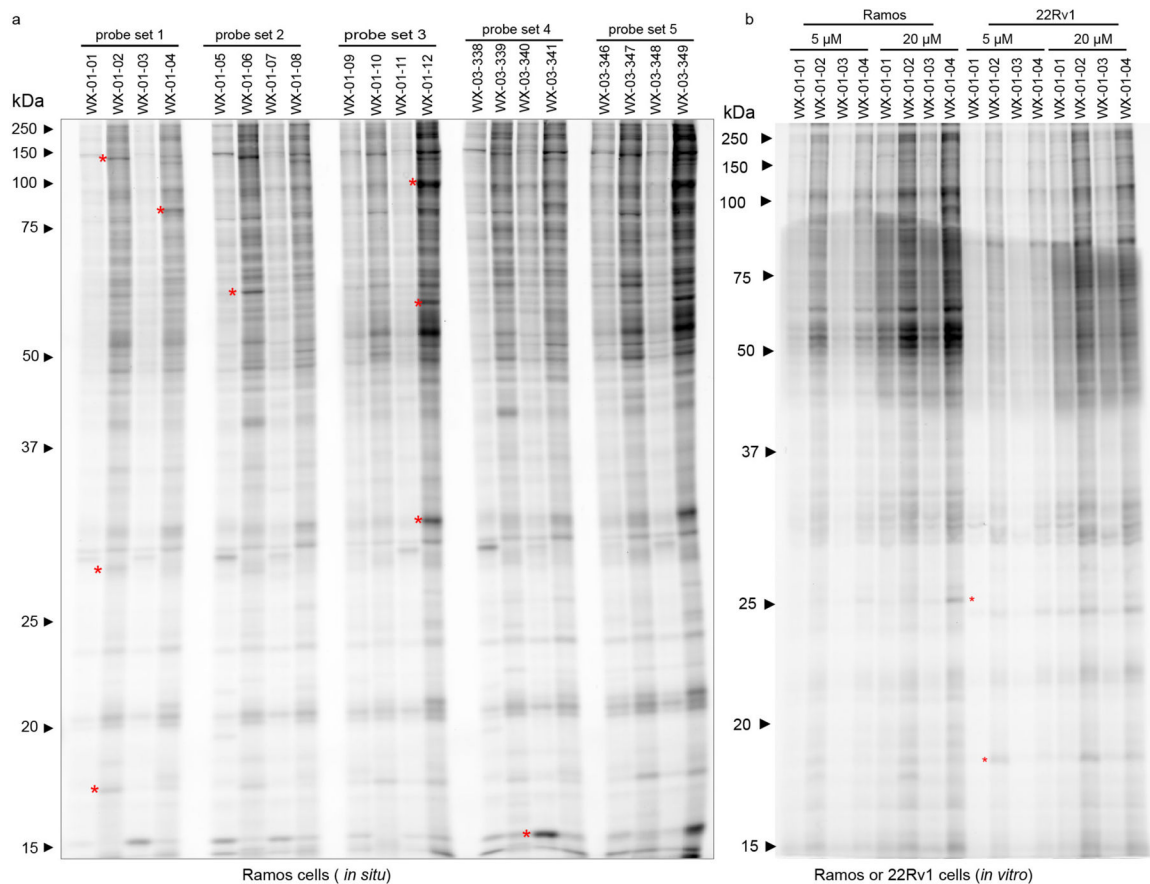 a
probe set 1
probe set 2
probe set 3
probe set 4
probe set 5
kDa
WX-01-01
WX-01-02
WX-01-03
WX-01-04
WX-01-05
WX-01-06
WX-01-07
WX-01-08
WX-01-09
WX-01-10
WX-01-11
WX-01-12
WX-03-338
WX-03-339
WX-03-340
WX-03-341
WX-03-346
WX-03-347
WX-03-348
WX-03-349
250
150
100
75
50
37
25
20
15
* 
*
*
*
*
*
*
*
*
Ramos cells ( in situ)
b
Ramos
22Rv1
5 µM
20 µM
5 µM
20 µM
kDa
WX-01-01
WX-01-02
WX-01-03
WX-01-04
WX-01-01
WX-01-02
WX-01-03
WX-01-04
WX-01-01
WX-01-02
WX-01-03
WX-01-04
WX-01-01
WX-01-02
WX-01-03
WX-01-04
250
150
100
75
50
37
25
20
15
*
*
Ramos or 22Rv1 cells (in vitro)